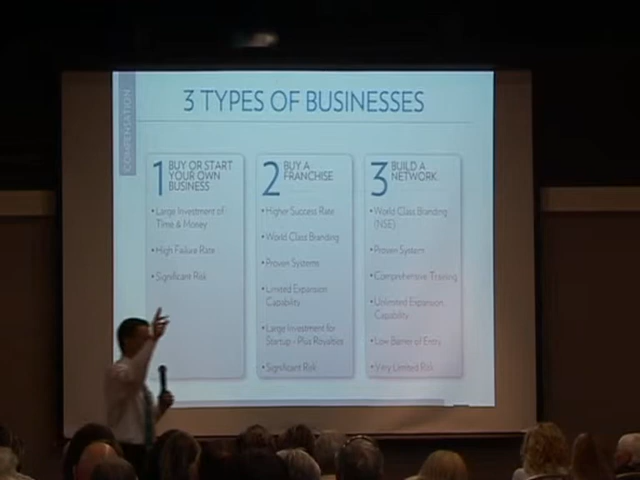 COMPENSATION
3 TYPES OF BUSINESSES
1 BUY OR START
YOUR OWN
BUSINESS
• Large Investment of
Time & Money
• High Failure Rate
• Significant Risk
2 BUY A
FRANCHISE
• Higher Success Rate
• World Class Branding
• Proven Systems
• Limited Expansion
Capability
• Large Investment for
Startup - Plus Royalties
• Significant Risk
3 BUILD A
NETWORK
• World Class Branding
(NSE)
• Proven System
• Comprehensive Training
• Unlimited Expansion
Capability
• Low Barrier of Entry
• Very Limited Risk